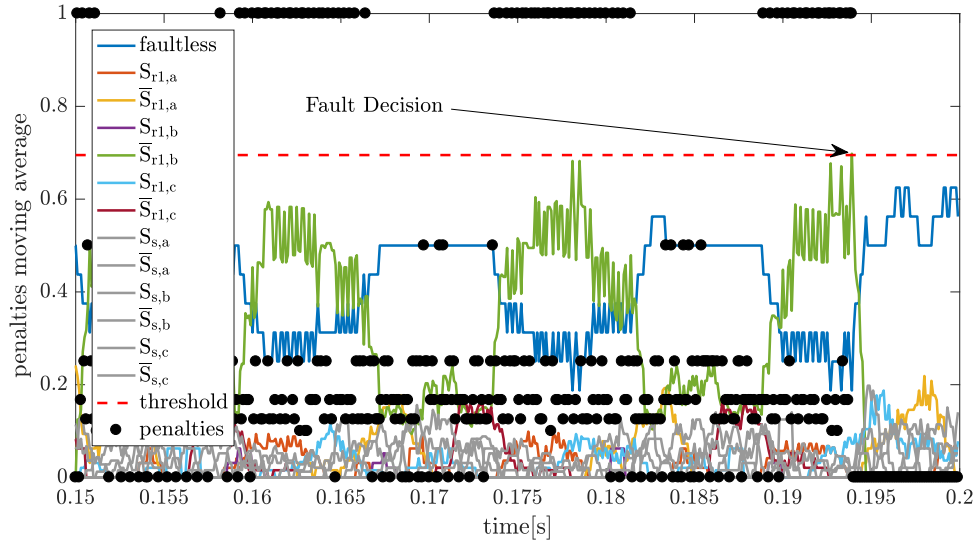 1
0.8
0.6
0.4
0.2
0
penalties moving average
faultless
S_{r1,a}
S̅_{r1,a}
S_{r1,b}
S̅_{r1,b}
S_{r1,c}
S̅_{r1,c}
S_{s,a}
S̅_{s,a}
S_{s,b}
S̅_{s,b}
S_{s,c}
S̅_{s,c}
threshold
penalties
Fault Decision
0.15 0.155 0.16 0.165 0.17 0.175 0.18 0.185 0.19 0.195 0.2
time[s]